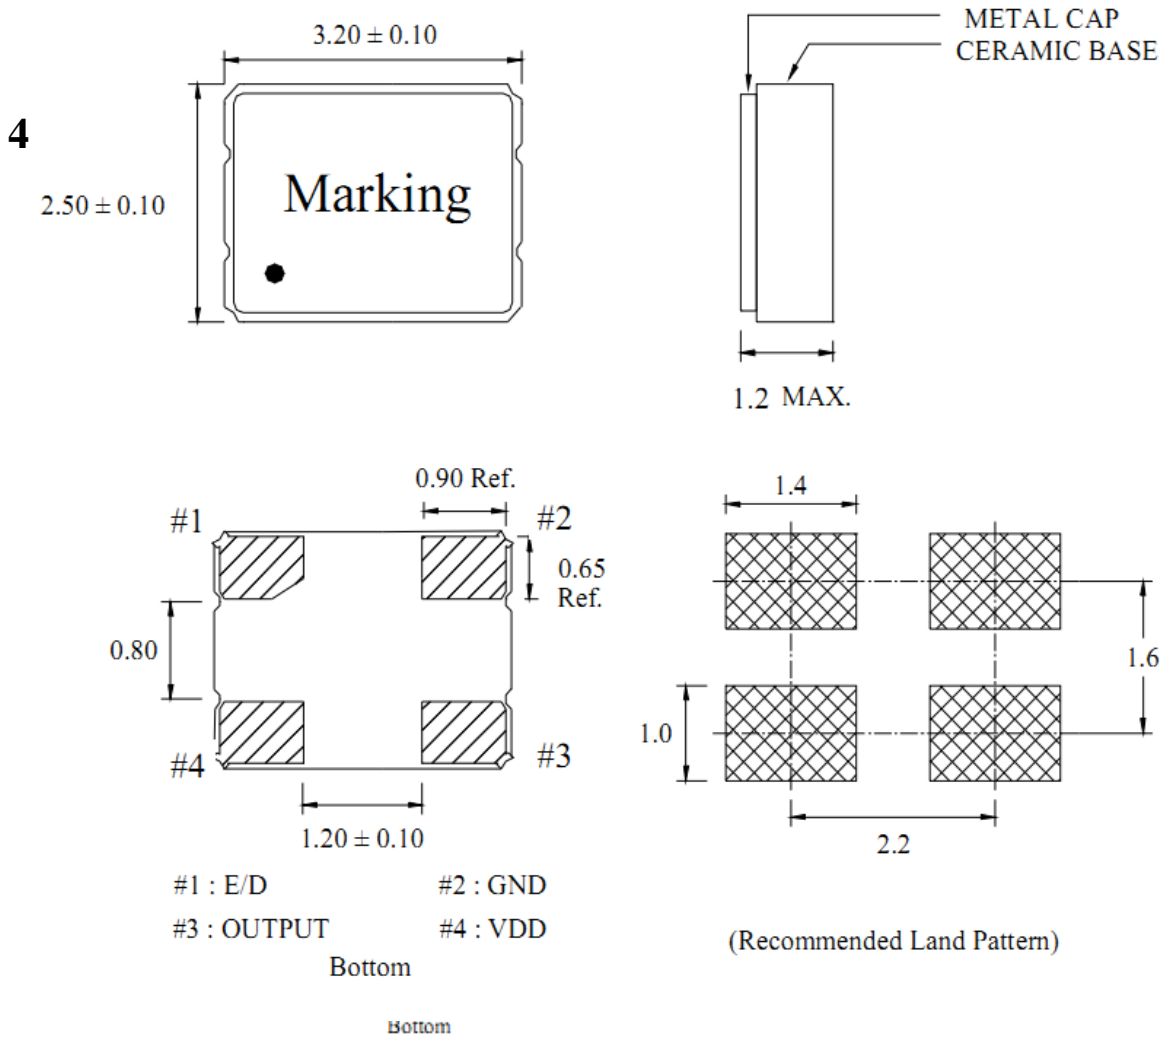 3.20 ± 0.10
METAL CAP
CERAMIC BASE
4
2.50 ± 0.10
Marking
1.2 MAX.
0.90 Ref.
#1
#2
0.65
Ref.
0.80
#4
#3
1.20 ± 0.10
1.4
1.6
1.0
2.2
#1 : E/D
#2 : GND
#3 : OUTPUT
#4 : VDD
Bottom
(Recommended Land Pattern)
Bottom